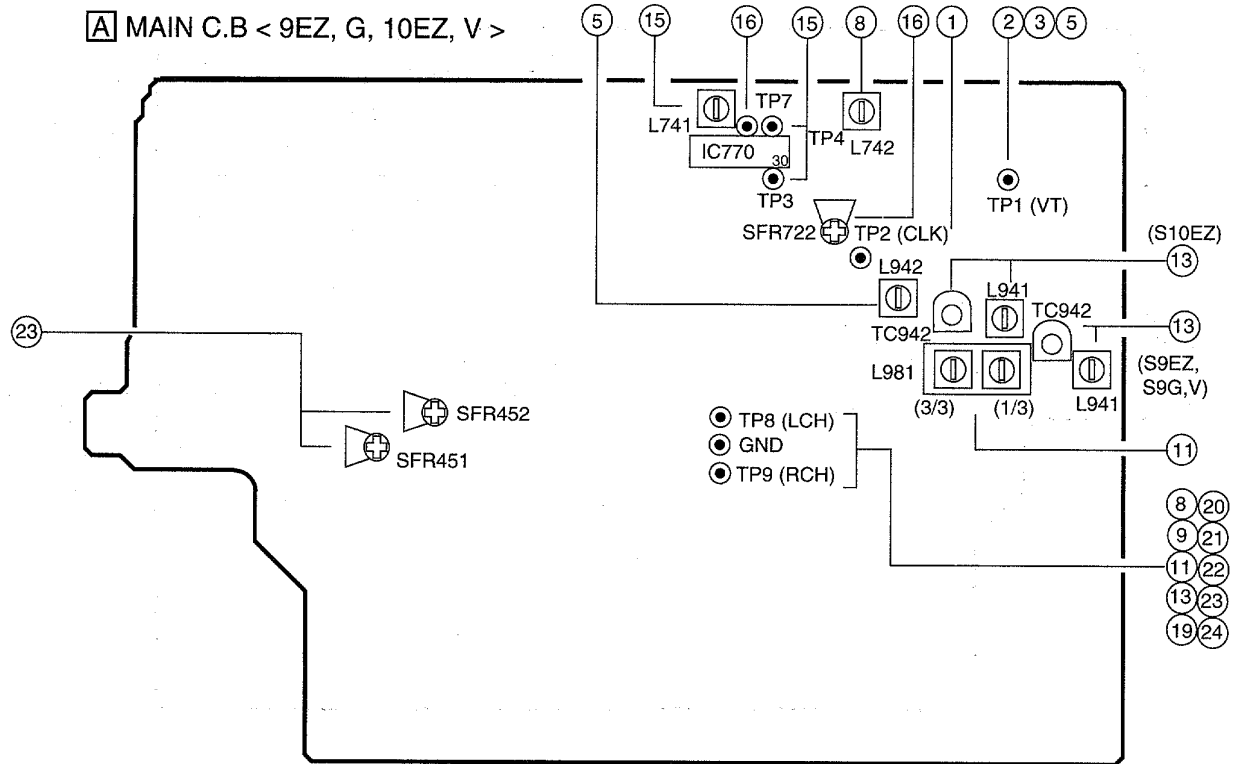 A MAIN C.B < 9EZ, G, 10EZ, V >
5 15 16 15 8 16 1 2 3 5
15
L741
TP7
TP4
L742
IC770
30
TP3
TP1 (VT)
SFR722
TP2 (CLK)
(S10EZ)
13
L942
L941
5
TC942
TC942
13
23
L981
(S9EZ,
S9G,V)
(3/3)
(1/3)
L941
SFR452
TP8 (LCH)
GND
11
SFR451
TP9 (RCH)
8 20
9 21
11 22
13 23
19 24